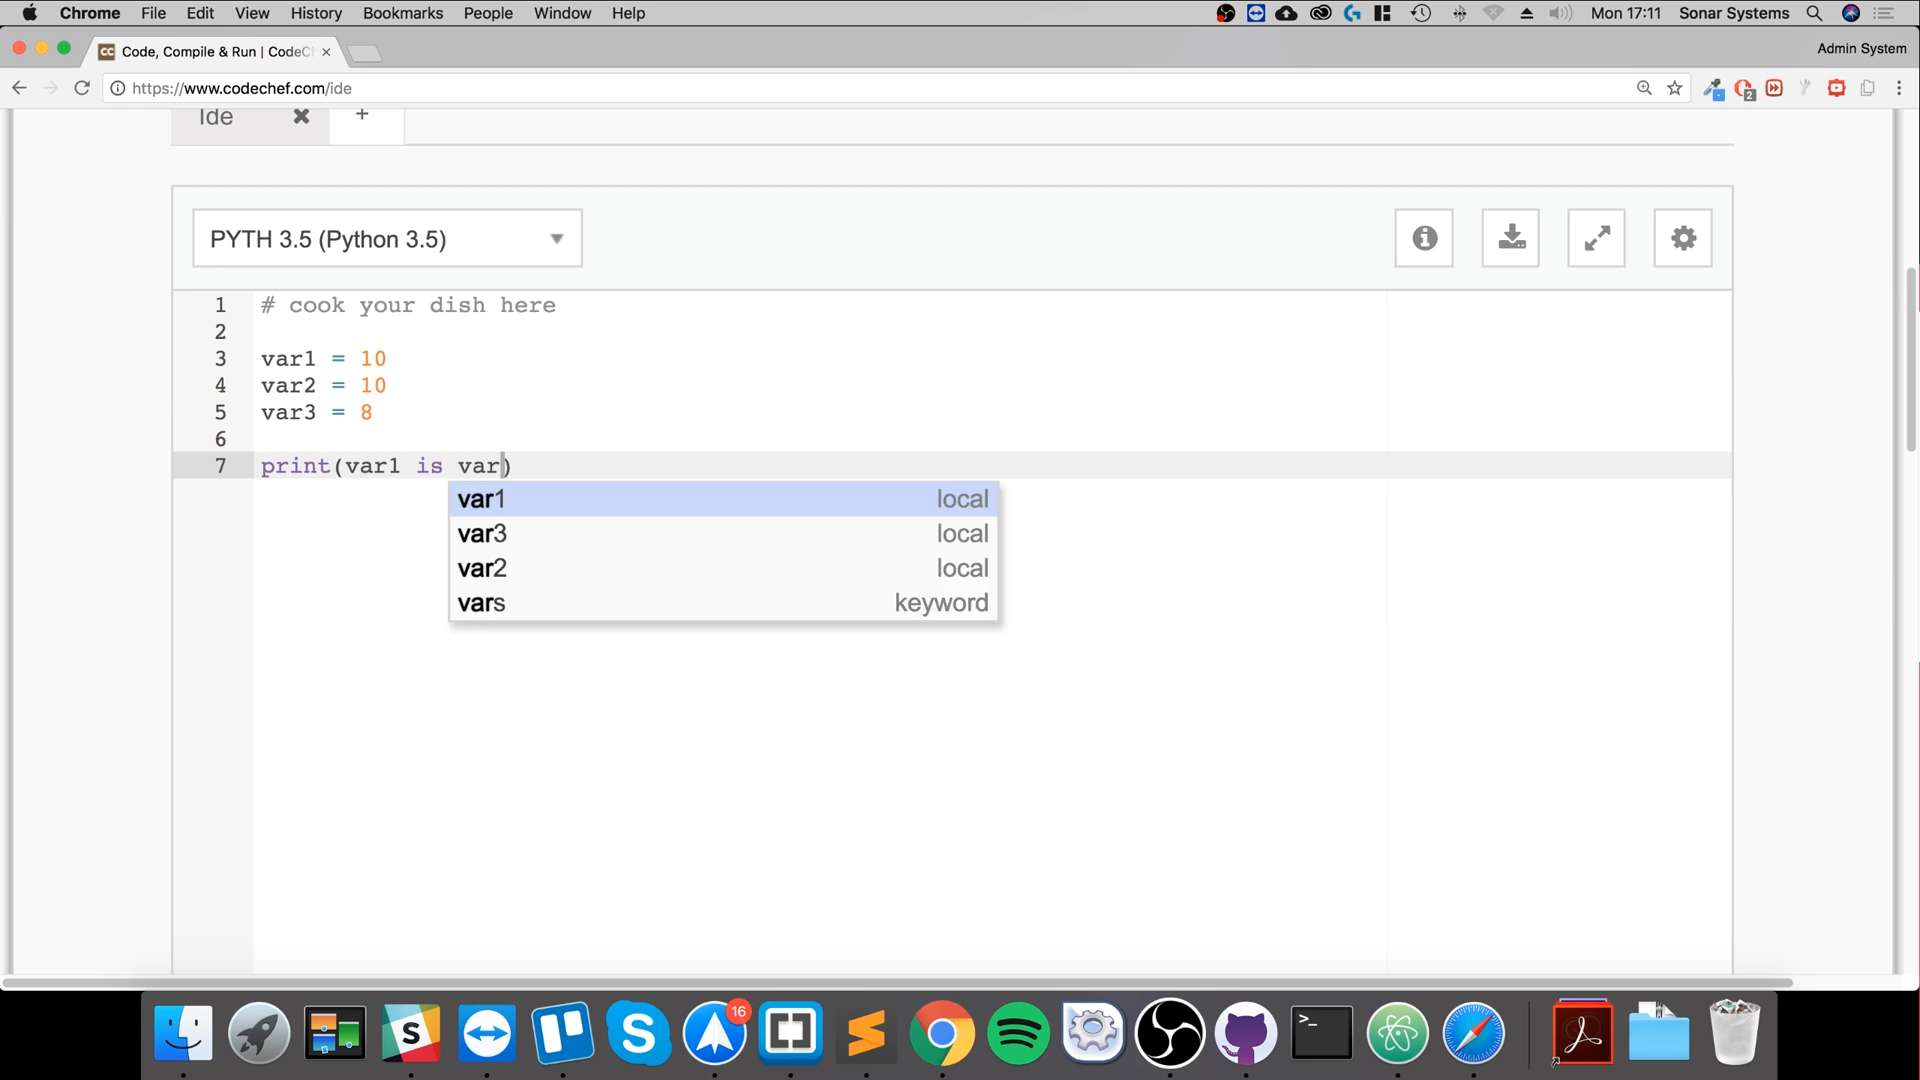 Chrome File Edit View History Bookmarks People Window Help Mon 17:11 Sonar Systems
Code, Compile & Run | CodeCh Admin System
https://www.codechef.com/ide 2
Ide +
PYTH 3.5 (Python 3.5)
1 # cook your dish here
2
3 var1 = 10
4 var2 = 10
5 var3 = 8
6
7 print(var1 is var)
var1 local
var3 local
var2 local
vars keyword
16